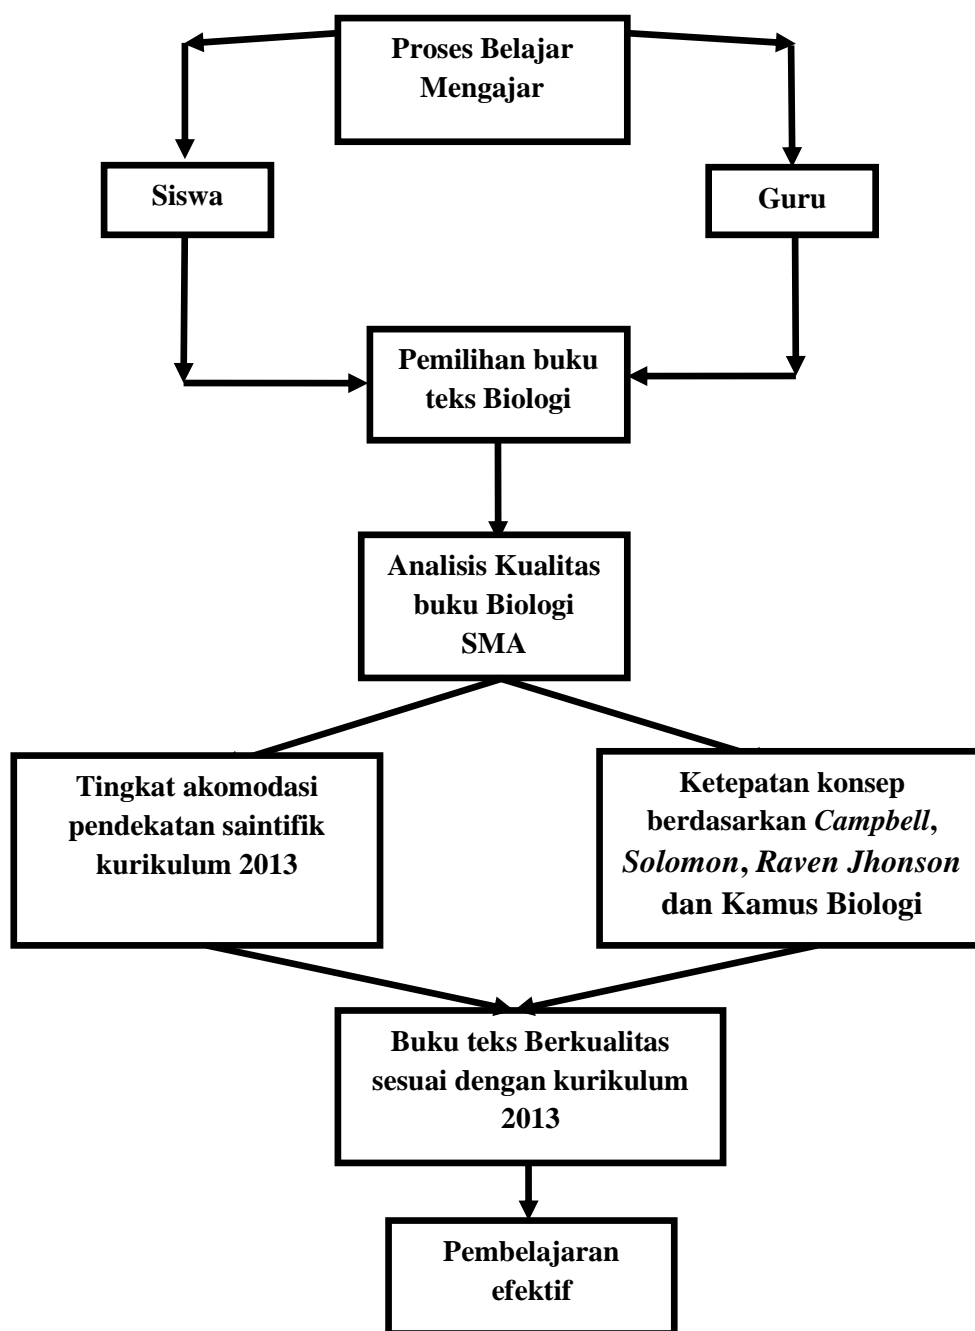 Proses Belajar
Mengajar
Siswa
Guru
Pemilihan buku
teks Biologi
Analisis Kualitas
buku Biologi
SMA
Tingkat akomodasi
pendekatan saintifik
kurikulum 2013
Ketepatan konsep
berdasarkan Campbell,
Solomon, Raven Jhonson
dan Kamus Biologi
Buku teks Berkualitas
sesuai dengan kurikulum
2013
Pembelajaran
efektif